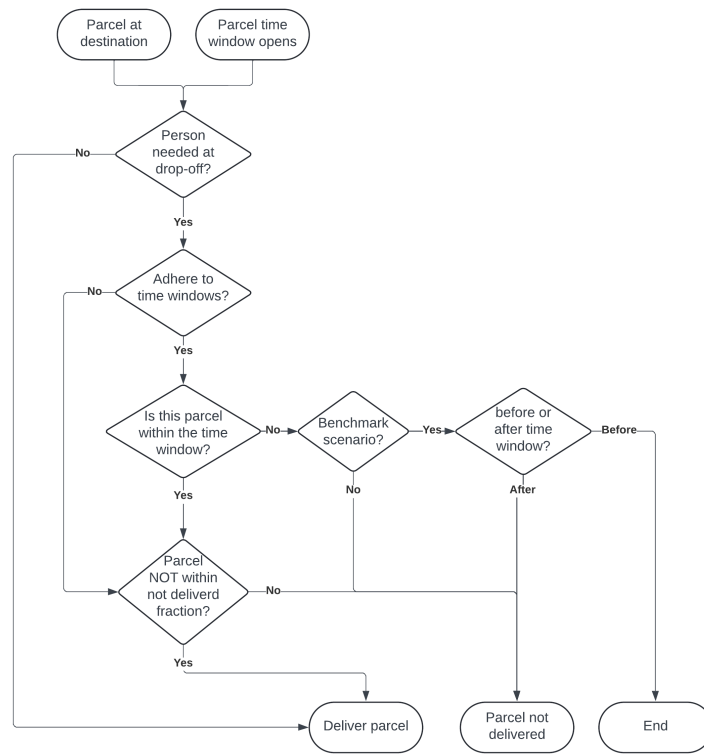 Parcel at
destination
Parcel time
window opens
Person
needed at
drop-off?
No
Yes
Adhere to
time windows?
No
Yes
Is this parcel
within the time
window?
No
Benchmark
scenario?
Yes
before or
after time
window?
Before
Yes
No
After
Parcel
NOT within
not deliverd
fraction?
No
Yes
Deliver parcel
Parcel not
delivered
End